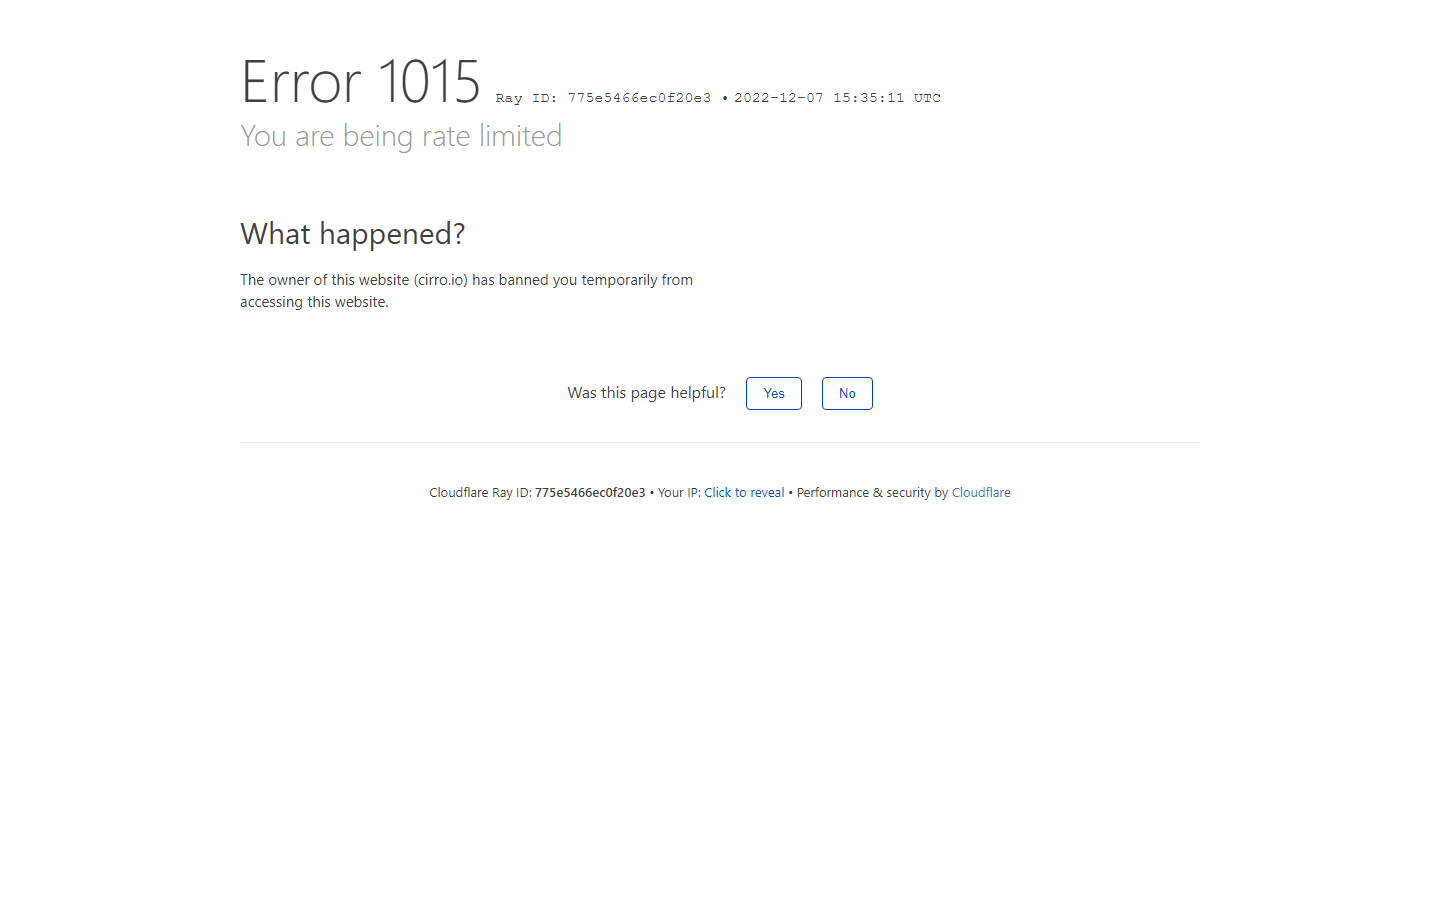 Error 1015 Ray ID: 775e5466ec0f20e3 • 2022-12-07 15:35:11 UTC
You are being rate limited
What happened?
The owner of this website (cirro.io) has banned you temporarily from
accessing this website.
Was this page helpful? Yes No
Cloudflare Ray ID: 775e5466ec0f20e3 • Your IP: Click to reveal • Performance & security by Cloudflare